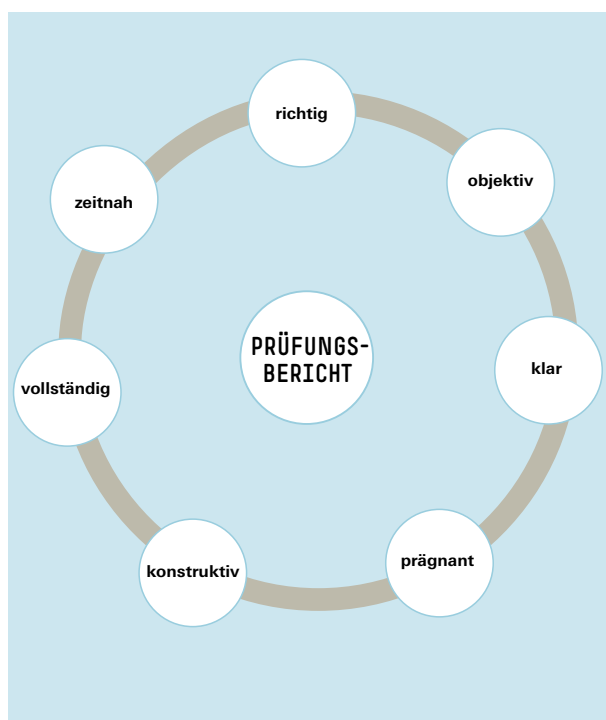 richtig
objektiv
zeitnah
PRÜFUNGS-
BERICHT
klar
vollständig
prägnant
konstruktiv